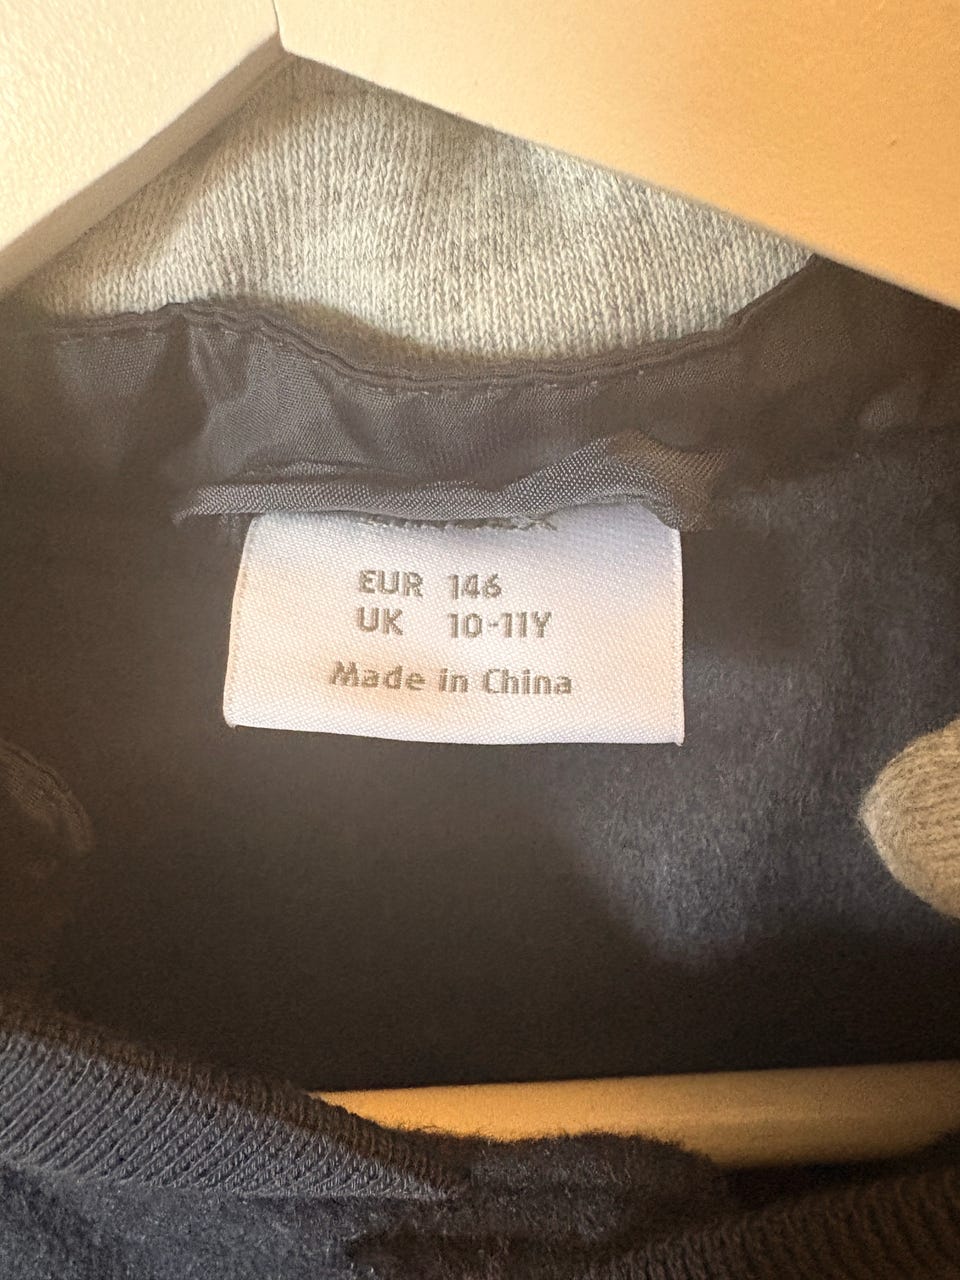 EUR 146
UK 10-11Y
Made in China